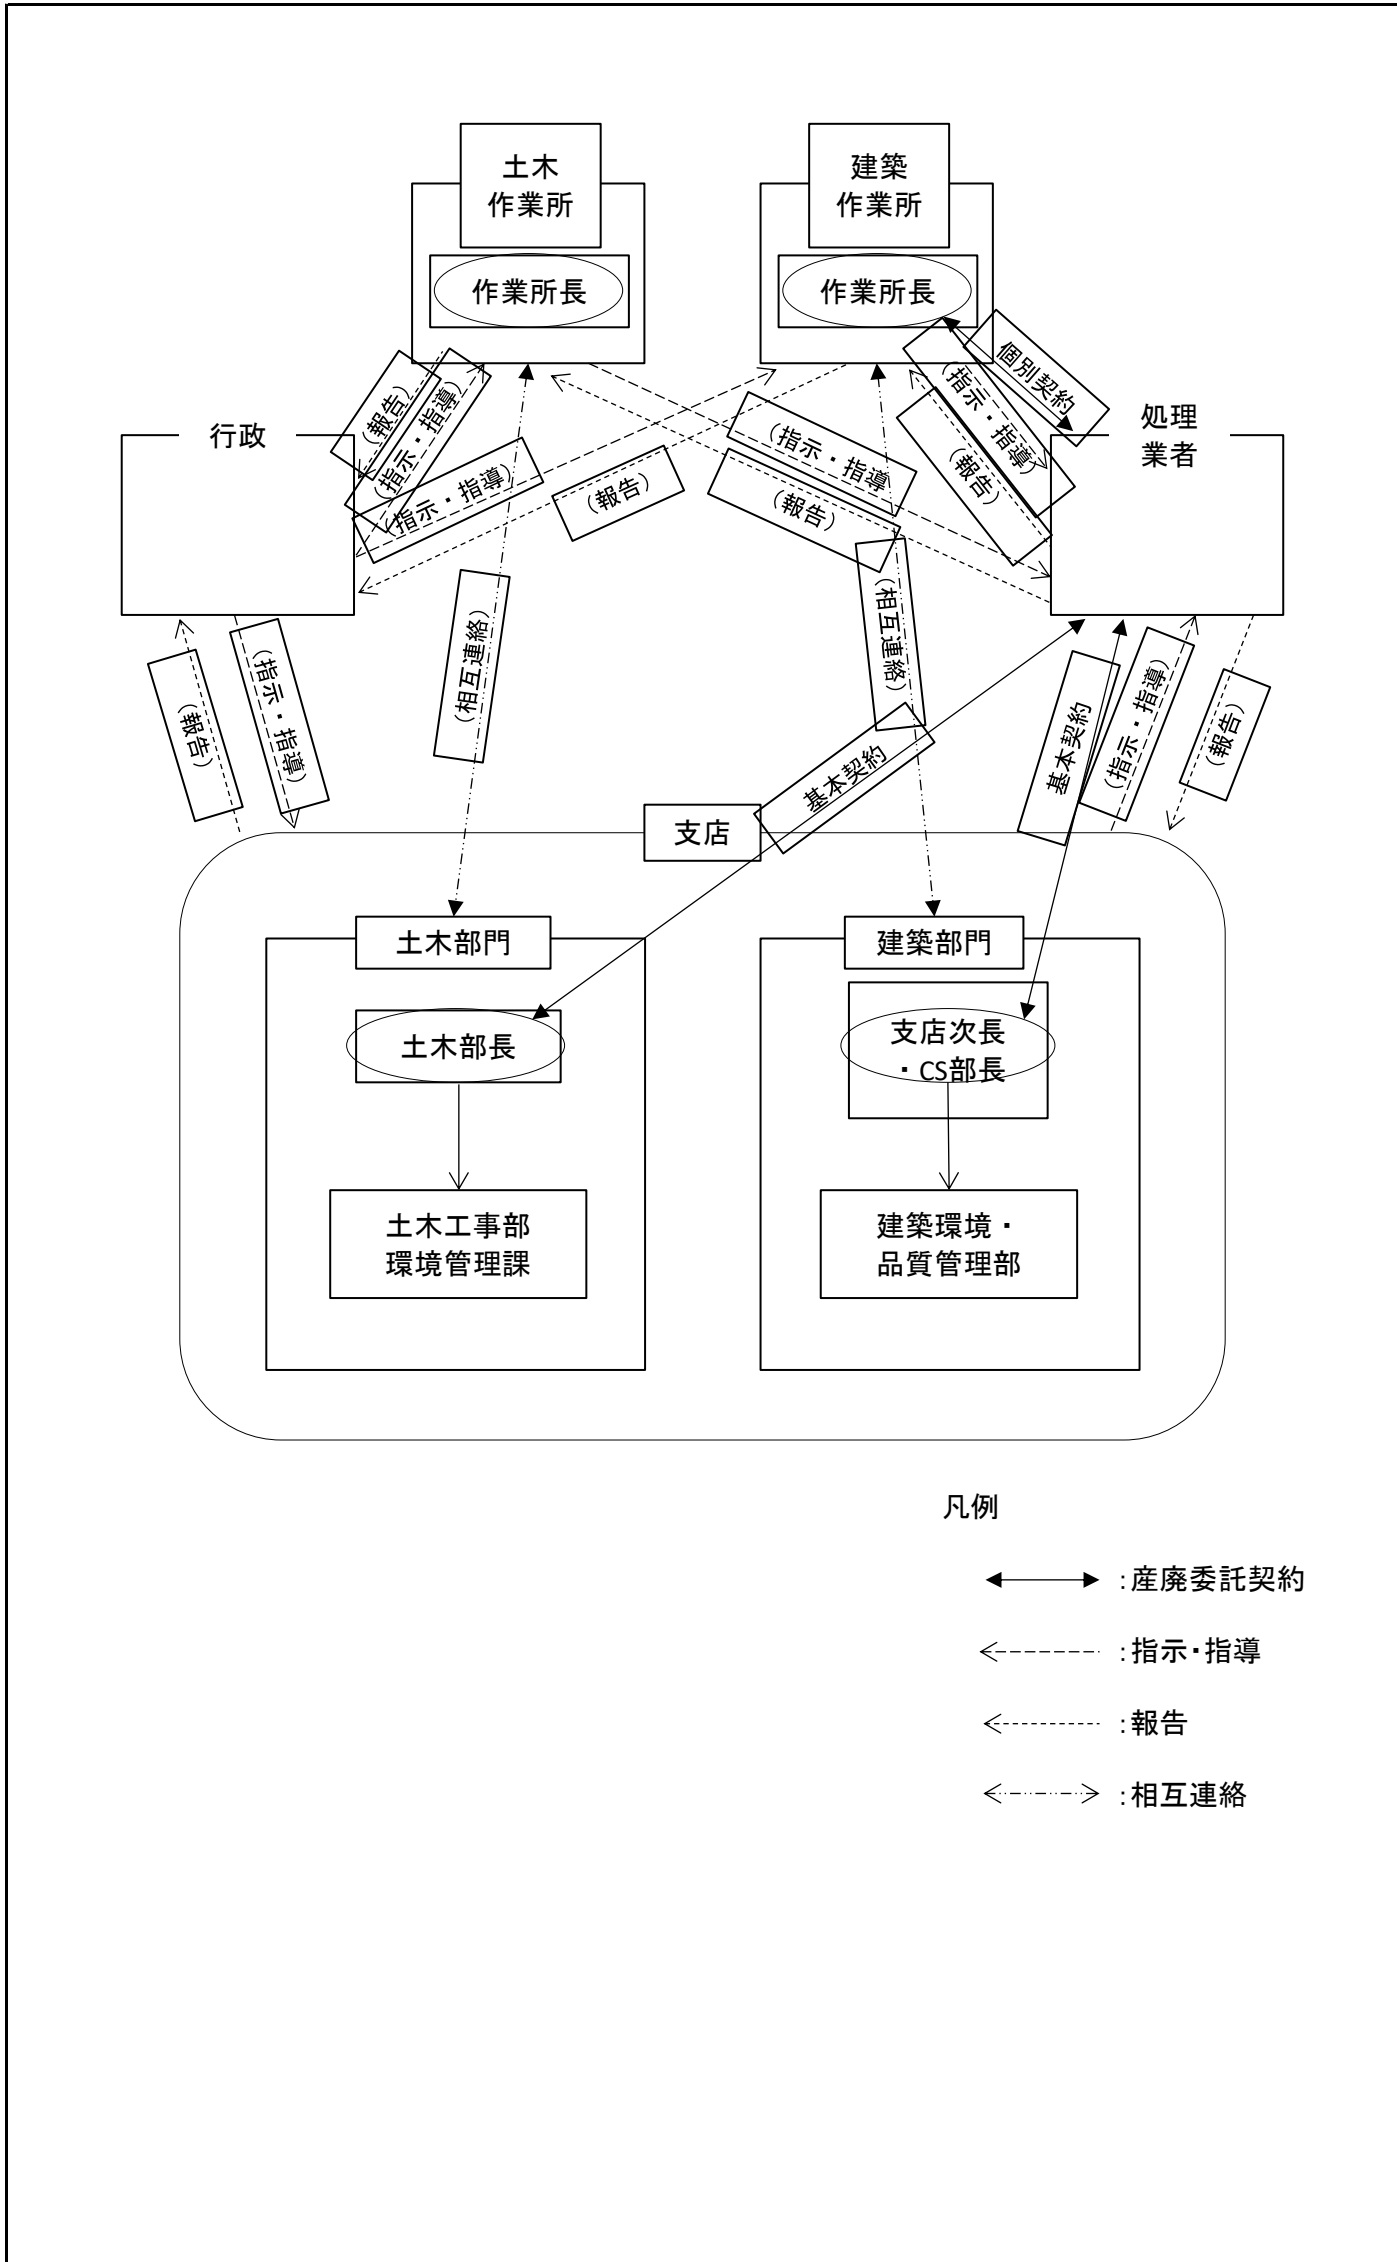 土木
作業所
建築
作業所
作業所長
作業所長
個別契約
(指示・指導)
(報告)
(報告)
(指示・指導)
(指示・指導)
(報告)
(指示・指導)
(報告)
行政
処理
業者
(相互連絡)
(相互連絡)
(報告)
(指示・指導)
基本契約
基本契約
(指示・指導)
(報告)
支店
土木部門
建築部門
土木部長
支店次長
・CS部長
土木工事部
環境管理課
建築環境・
品質管理部
凡例
:産廃委託契約
:指示・指導
:報告
:相互連絡